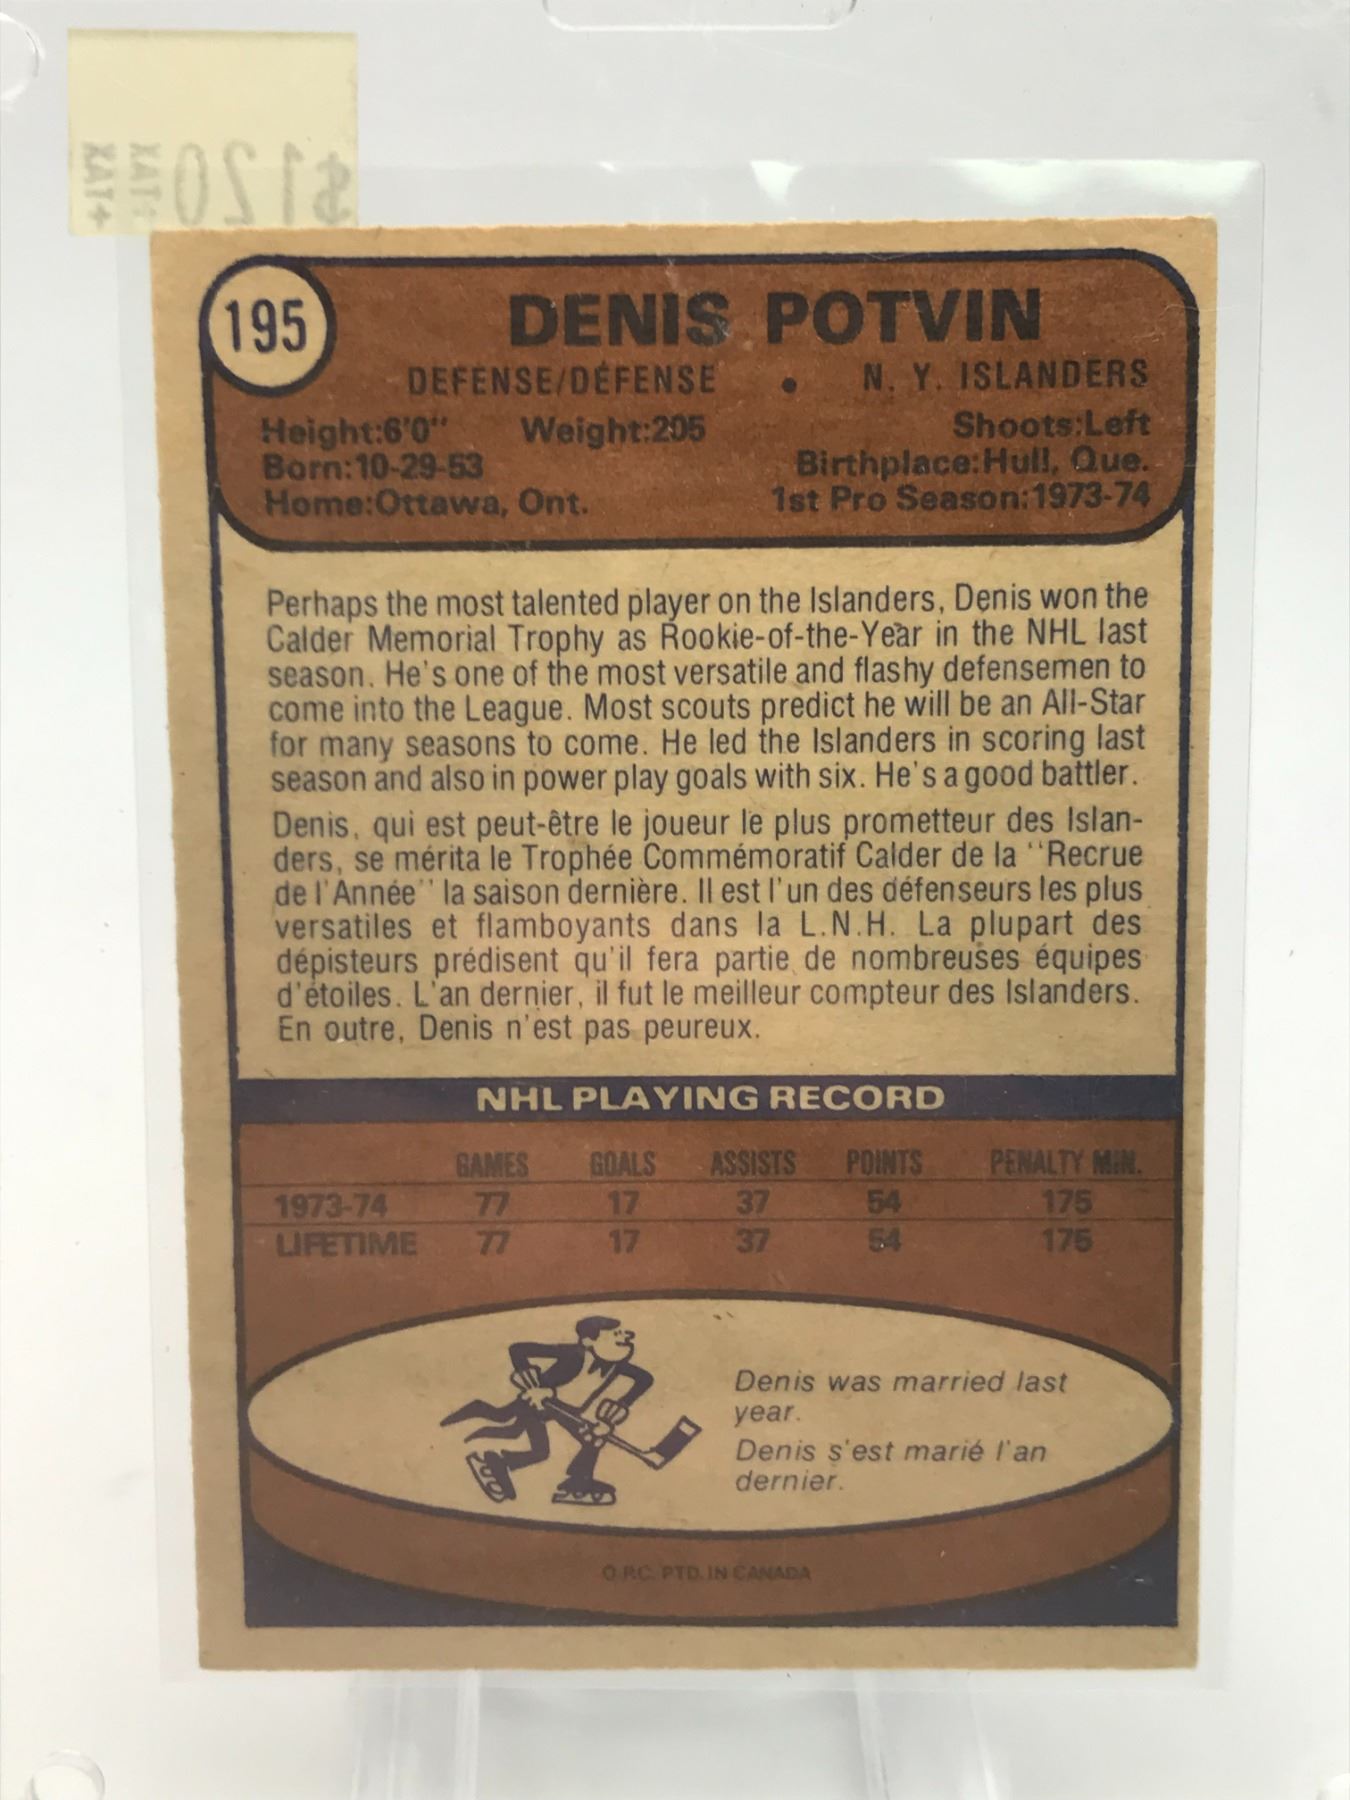 $120
195
DENIS POTVIN
DEFENSE/DÉFENSE • N. Y. ISLANDERS
Height:6'0" Weight:205 Shoots:Left
Born:10-29-53 Birthplace:Hull, Que.
Home:Ottawa, Ont. 1st Pro Season:1973-74
Perhaps the most talented player on the Islanders, Denis won the
Calder Memorial Trophy as Rookie-of-the-Year in the NHL last
season. He's one of the most versatile and flashy defensemen to
come into the League. Most scouts predict he will be an All-Star
for many seasons to come. He led the Islanders in scoring last
season and also in power play goals with six. He's a good battler.
Denis, qui est peut-être le joueur le plus prometteur des Islan-
ders, se mérita le Trophée Commémoratif Calder de la "Recrue
de l'Année" la saison dernière. Il est l'un des défenseurs les plus
versatiles et flamboyants dans la L.N.H. La plupart des
dépisteurs prédisent qu'il fera partie de nombreuses équipes
d'étoiles. L'an dernier, il fut le meilleur compteur des Islanders.
En outre, Denis n'est pas peureux.
NHL PLAYING RECORD
GAMES GOALS ASSISTS POINTS PENALTY MIN.
1973-74 77 17 37 54 175
LIFETIME 77 17 37 54 175
Denis was married last
year.
Denis s'est marié l'an
dernier.
O.P.C. PTD. IN CANADA